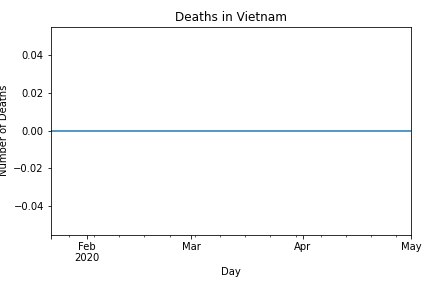 Deaths in Vietnam
Number of Deaths
0.04
0.02
0.00
−0.02
−0.04
Feb
2020
Mar
Apr
May
Day